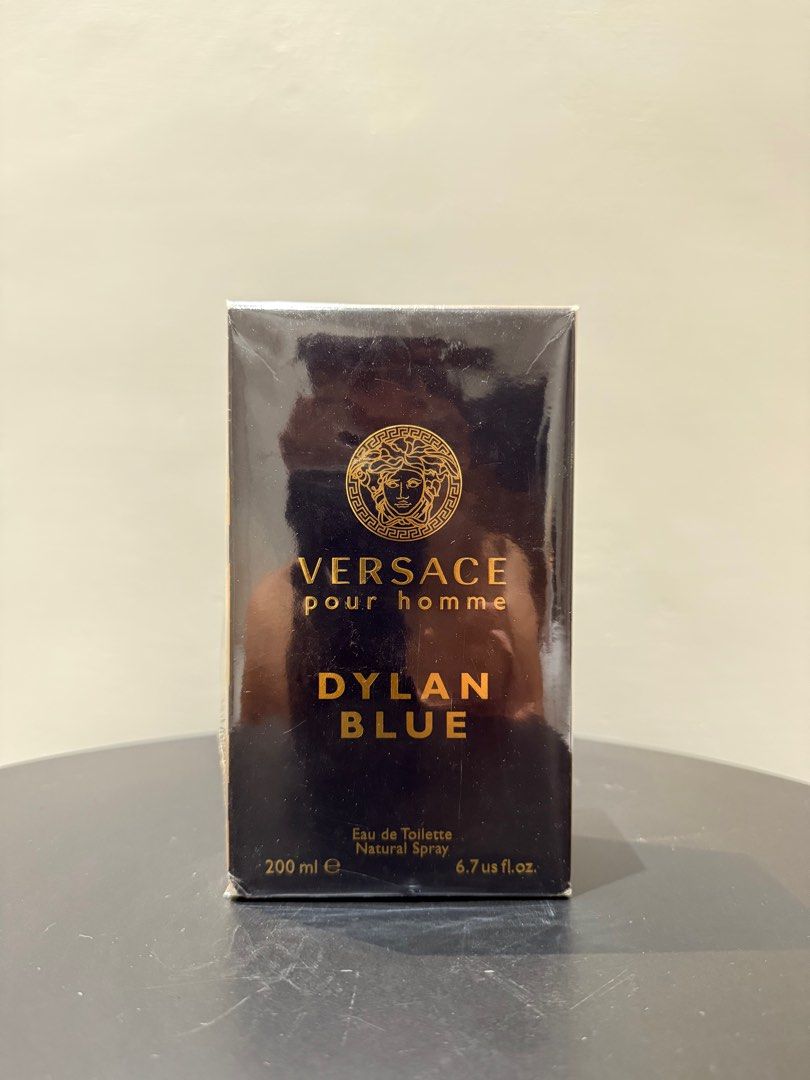 VERSACE
pour homme
DYLAN
BLUE
Eau de Toilette
Natural Spray
200 ml ℮ 6.7 us fl.oz.